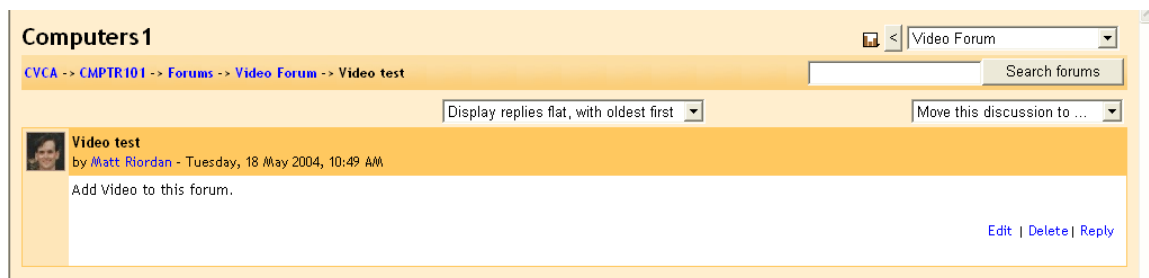 Computers1
< Video Forum
CVCA -> CMPTR101 -> Forums -> Video Forum -> Video test
Search forums
Display replies flat, with oldest first
Move this discussion to ...
Video test
by Matt Riordan - Tuesday, 18 May 2004, 10:49 AM
Add Video to this forum.
Edit | Delete | Reply